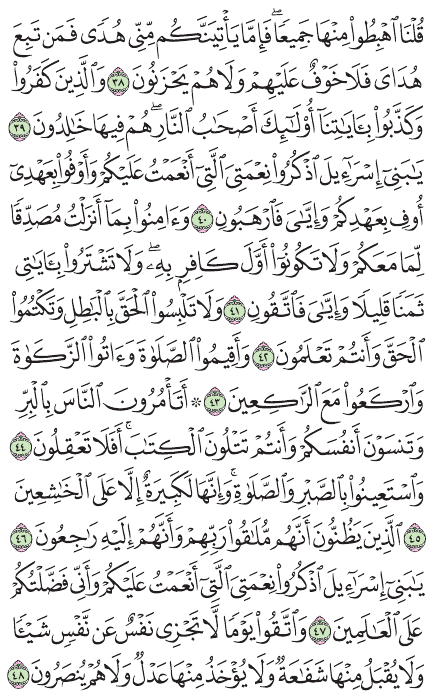 قُلْنَا ٱهْبِطُوا۟ مِنْهَا جَمِيعًۭا ۖ فَإِمَّا يَأْتِيَنَّكُم مِّنِّى هُدًۭى فَمَن تَبِعَ
هُدَاىَ فَلَا خَوْفٌ عَلَيْهِمْ وَلَا هُمْ يَحْزَنُونَ ٣٨ وَٱلَّذِينَ كَفَرُوا۟
وَكَذَّبُوا۟ بِـَٔايَـٰتِنَآ أُو۟لَـٰٓئِكَ أَصْحَـٰبُ ٱلنَّارِ ۖ هُمْ فِيهَا خَـٰلِدُونَ ٣٩
يَـٰبَنِىٓ إِسْرَٰٓءِيلَ ٱذْكُرُوا۟ نِعْمَتِىَ ٱلَّتِىٓ أَنْعَمْتُ عَلَيْكُمْ وَأَوْفُوا۟ بِعَهْدِىٓ
أُوفِ بِعَهْدِكُمْ وَإِيَّـٰىَ فَٱرْهَبُونِ ٤٠ وَءَامِنُوا۟ بِمَآ أَنزَلْتُ مُصَدِّقًۭا
لِّمَا مَعَكُمْ وَلَا تَكُونُوٓا۟ أَوَّلَ كَافِرٍۭ بِهِۦ ۖ وَلَا تَشْتَرُوا۟ بِـَٔايَـٰتِى
ثَمَنًۭا قَلِيلًۭا وَإِيَّـٰىَ فَٱتَّقُونِ ٤١ وَلَا تَلْبِسُوا۟ ٱلْحَقَّ بِٱلْبَـٰطِلِ وَتَكْتُمُوا۟
ٱلْحَقَّ وَأَنتُمْ تَعْلَمُونَ ٤٢ وَأَقِيمُوا۟ ٱلصَّلَوٰةَ وَءَاتُوا۟ ٱلزَّكَوٰةَ
وَٱرْكَعُوا۟ مَعَ ٱلرَّٰكِعِينَ ٤٣ ۞ أَتَأْمُرُونَ ٱلنَّاسَ بِٱلْبِرِّ
وَتَنسَوْنَ أَنفُسَكُمْ وَأَنتُمْ تَتْلُونَ ٱلْكِتَـٰبَ ۚ أَفَلَا تَعْقِلُونَ ٤٤
وَٱسْتَعِينُوا۟ بِٱلصَّبْرِ وَٱلصَّلَوٰةِ ۚ وَإِنَّهَا لَكَبِيرَةٌ إِلَّا عَلَى ٱلْخَـٰشِعِينَ
٤٥ ٱلَّذِينَ يَظُنُّونَ أَنَّهُم مُّلَـٰقُوا۟ رَبِّهِمْ وَأَنَّهُمْ إِلَيْهِ رَٰجِعُونَ ٤٦
يَـٰبَنِىٓ إِسْرَٰٓءِيلَ ٱذْكُرُوا۟ نِعْمَتِىَ ٱلَّتِىٓ أَنْعَمْتُ عَلَيْكُمْ وَأَنِّى فَضَّلْتُكُمْ
عَلَى ٱلْعَـٰلَمِينَ ٤٧ وَٱتَّقُوا۟ يَوْمًۭا لَّا تَجْزِى نَفْسٌ عَن نَّفْسٍۢ شَيْـًۭٔا
وَلَا يُقْبَلُ مِنْهَا شَفَـٰعَةٌۭ وَلَا يُؤْخَذُ مِنْهَا عَدْلٌۭ وَلَا هُمْ يُنصَرُونَ ٤٨